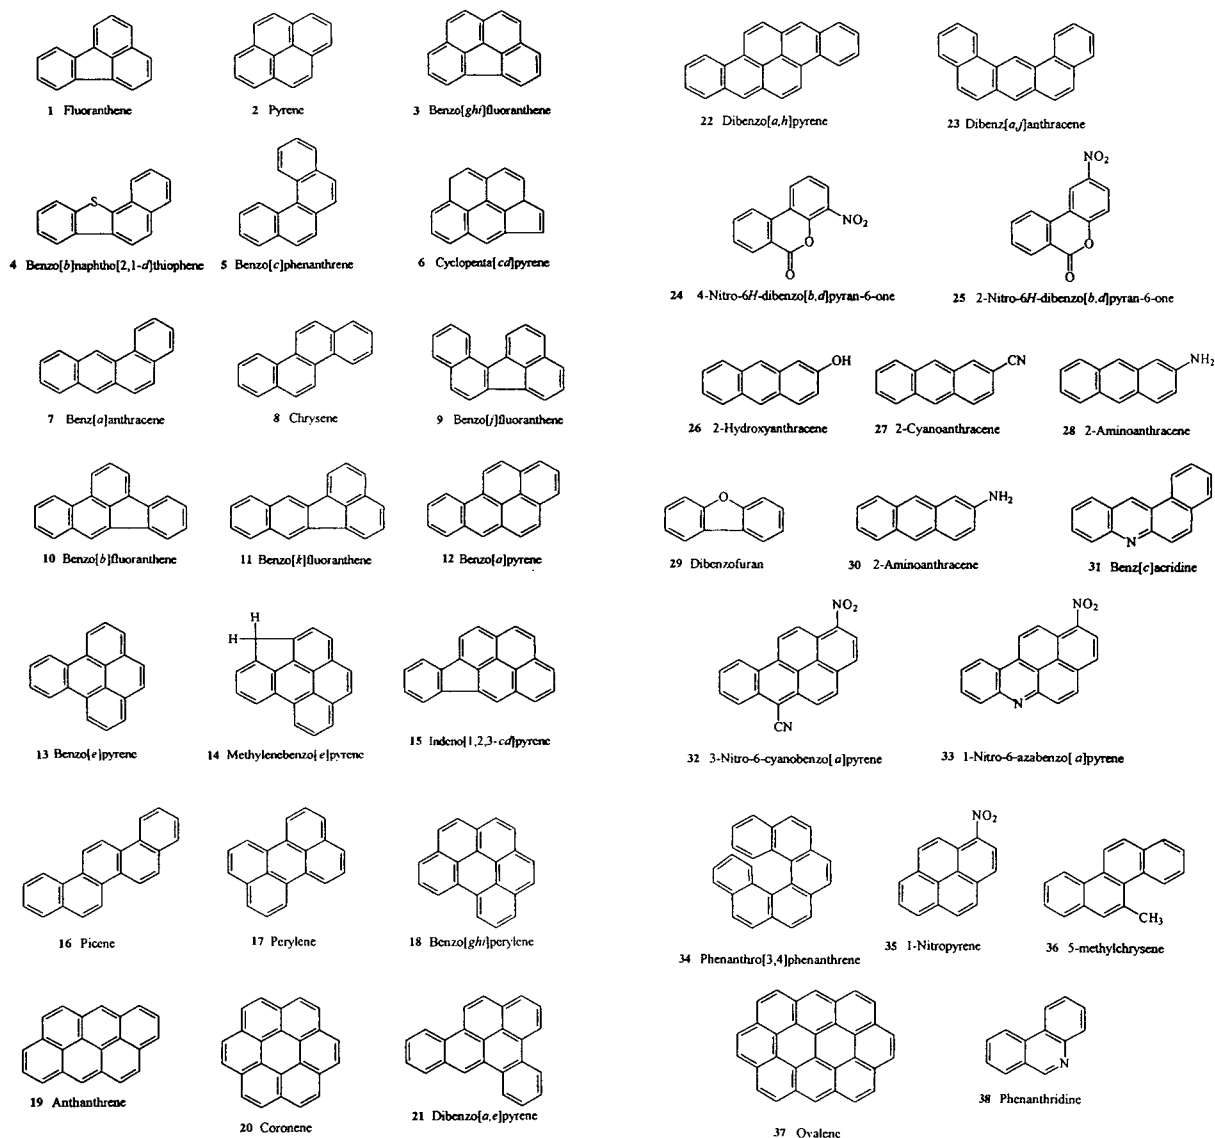 1 Fluoranthene
2 Pyrene
3 Benzo[ghi]fluoranthene
S
4 Benzo[b]naphtho[2,1-d]thiophene
5 Benzo[c]phenanthrene
6 Cyclopenta[cd]pyrene
7 Benz[a]anthracene
8 Chrysene
9 Benzo[j]fluoranthene
10 Benzo[b]fluoranthene
11 Benzo[k]fluoranthene
12 Benzo[a]pyrene
H
H
13 Benzo[e]pyrene
14 Methylenebenzo[e]pyrene
15 Indeno[1,2,3-cd]pyrene
16 Picene
17 Perylene
18 Benzo[ghi]perylene
19 Anthanthrene
20 Coronene
21 Dibenzo[a,e]pyrene
22 Dibenzo[a,h]pyrene
23 Dibenz[a,j]anthracene
NO2
O
O
24 4-Nitro-6H-dibenzo[b,d]pyran-6-one
NO2
O
O
25 2-Nitro-6H-dibenzo[b,d]pyran-6-one
OH
26 2-Hydroxyanthracene
CN
27 2-Cyanoanthracene
NH2
28 2-Aminoanthracene
O
29 Dibenzofuran
NH2
30 2-Aminoanthracene
N
31 Benz[c]acridine
NO2
CN
32 3-Nitro-6-cyanobenzo[a]pyrene
NO2
N
33 1-Nitro-6-azabenzo[a]pyrene
34 Phenanthro[3,4]phenanthrene
NO2
35 1-Nitropyrene
CH3
36 5-methylchrysene
37 Ovalene
N
38 Phenanthridine